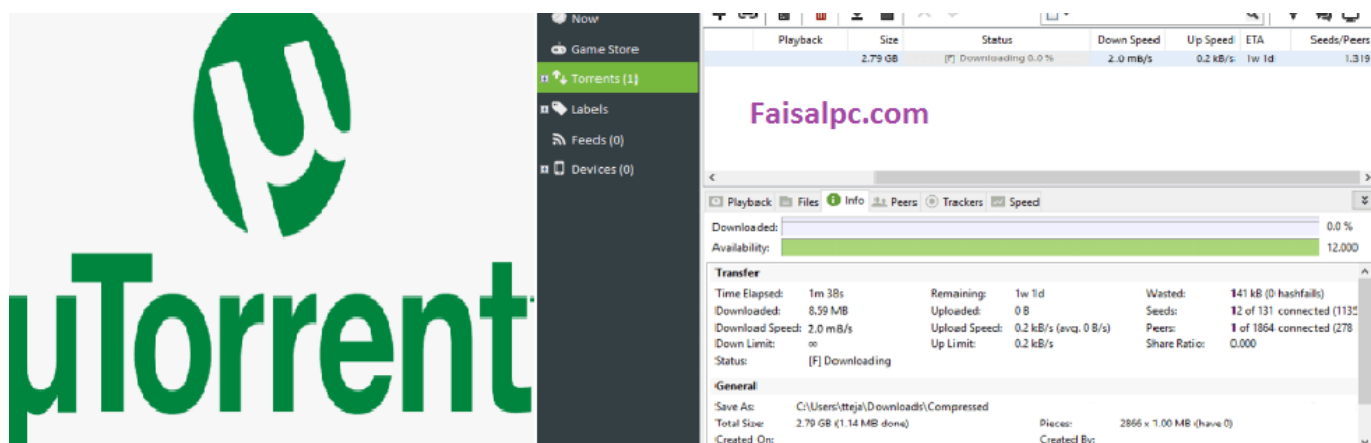 µTorrent
Now
Game Store
Torrents (1)
Labels
Feeds (0)
Devices (0)
Playback Size Status Down Speed Up Speed ETA Seeds/Peers
2.79 GB [F] Downloading 0.0 % 2.0 mB/s 0.2 kB/s 1w 1d 1.319
Faisalpc.com
Playback Files Info Peers Trackers Speed
Downloaded: 0.0 %
Availability: 12.000
Transfer
Time Elapsed: 1m 38s Remaining: 1w 1d Wasted: 141 kB (0 hashfails)
Downloaded: 8.59 MB Uploaded: 0 B Seeds: 12 of 131 connected (1135
Download Speed: 2.0 mB/s Upload Speed: 0.2 kB/s (avg. 0 B/s) Peers: 1 of 1864 connected (278
Down Limit: ∞ Up Limit: 0.2 kB/s Share Ratio: 0.000
Status: [F] Downloading
General
Save As: C:\Users\tteja\Downloads\Compressed
Total Size: 2.79 GB (1.14 MB done) Pieces: 2866 x 1.00 MB (have 0)
Created On: Created By: